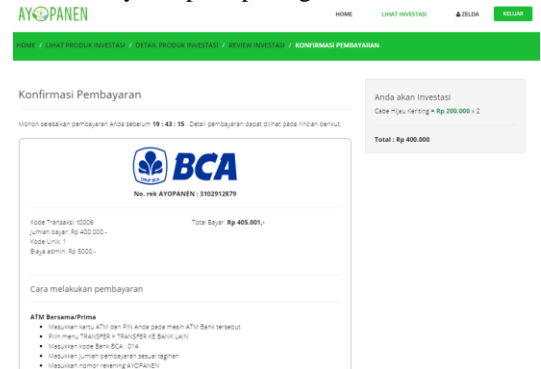 AYOPANEN
HOME LIHAT INVESTASI ZELDA KELUAR
HOME / LIHAT PRODUK INVESTASI / DETAIL PRODUK INVESTASI / REVIEW INVESTASI / KONFIRMASI PEMBAYARAN
Konfirmasi Pembayaran
Mohon selesaikan pembayaran Anda sebelum 19 : 43 : 15 . Detail pembayaran dapat dilihat pada rincian berikut.
BCA
No. rek AYOPANEN : 3102912879
Kode Transaksi: t0006
Jumlah bayar: Rp 400.000,-
Kode Unik: 1
Biaya admin: Rp 5000,-
Total Bayar: Rp 405.001,-
Cara melakukan pembayaran
ATM Bersama/Prima
Masukkan kartu ATM dan PIN Anda pada mesin ATM Bank tersebut
Pilih menu TRANSFER > TRANSFER KE BANK LAIN
Masukkan kode Bank BCA : 014
Masukkan jumlah pembayaran sesuai tagihan
Masukkan nomor rekening AYOPANEN
Anda akan Investasi
Cabe Hijau Keriting = Rp 200.000 x 2
Total : Rp 400.000